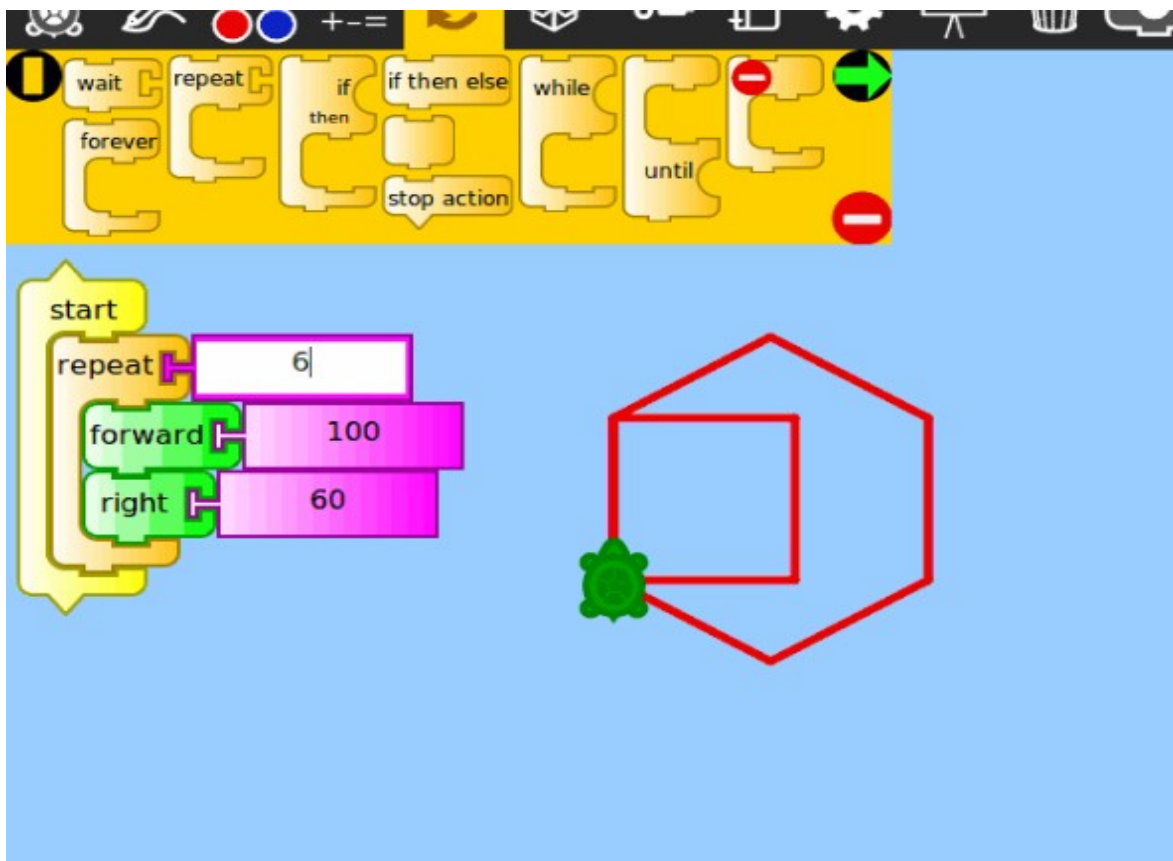 +-=
wait
repeat
if
then
if then else
while
forever
until
stop action
start
repeat 6
forward 100
right 60